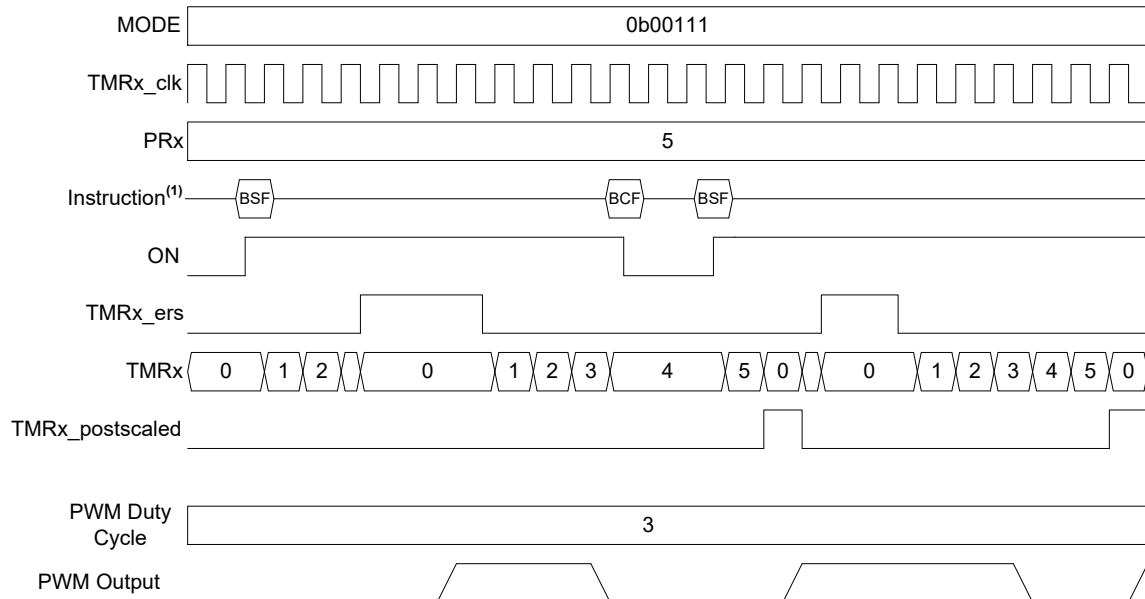 MODE 0b00111
TMRx_clk
PRx 5
Instruction(1) BSF BCF BSF
ON
TMRx_ers
TMRx 0 1 2 0 1 2 3 4 5 0 0 1 2 3 4 5 0
TMRx_postscaled
PWM Duty
Cycle 3
PWM Output